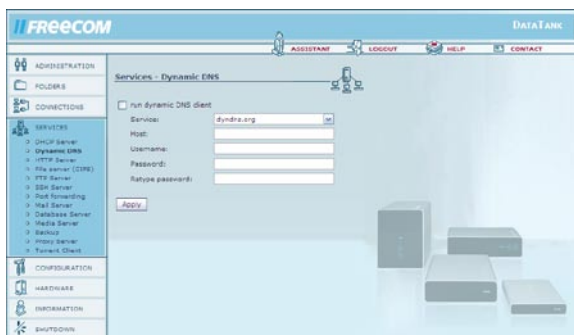 FREECOM
DATATANK
ASSISTANT
LOGOUT
HELP
CONTACT
ADMINISTRATION
FOLDERS
CONNECTIONS
SERVICES
DHCP Server
Dynamic DNS
HTTP Server
File server (CIFS)
FTP Server
SSH Server
Port forwarding
Mail Server
Database Server
Media Server
Backup
Proxy Server
Torrent Client
CONFIGURATION
HARDWARE
INFORMATION
SHUTDOWN
Services - Dynamic DNS
run dynamic DNS client
Service:
dyndns.org
Host:
Username:
Password:
Retype password:
Apply